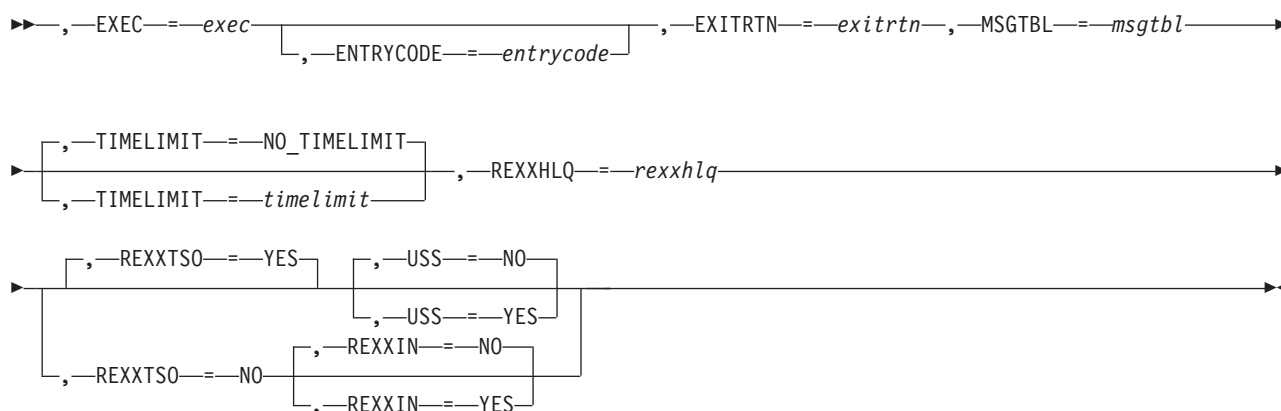 , EXEC = exec , EXITRTN = exitrtn , MSGTBL = msgtbl
, ENTRYCODE = entrycode
, TIMELIMIT = NO_TIMELIMIT
, REXXHLQ = rexxhlq
, TIMELIMIT = timelimit
, REXXTSO = YES , USS = NO
, USS = YES
, REXXIN = NO
, REXXTSO = NO
, REXXIN = YES